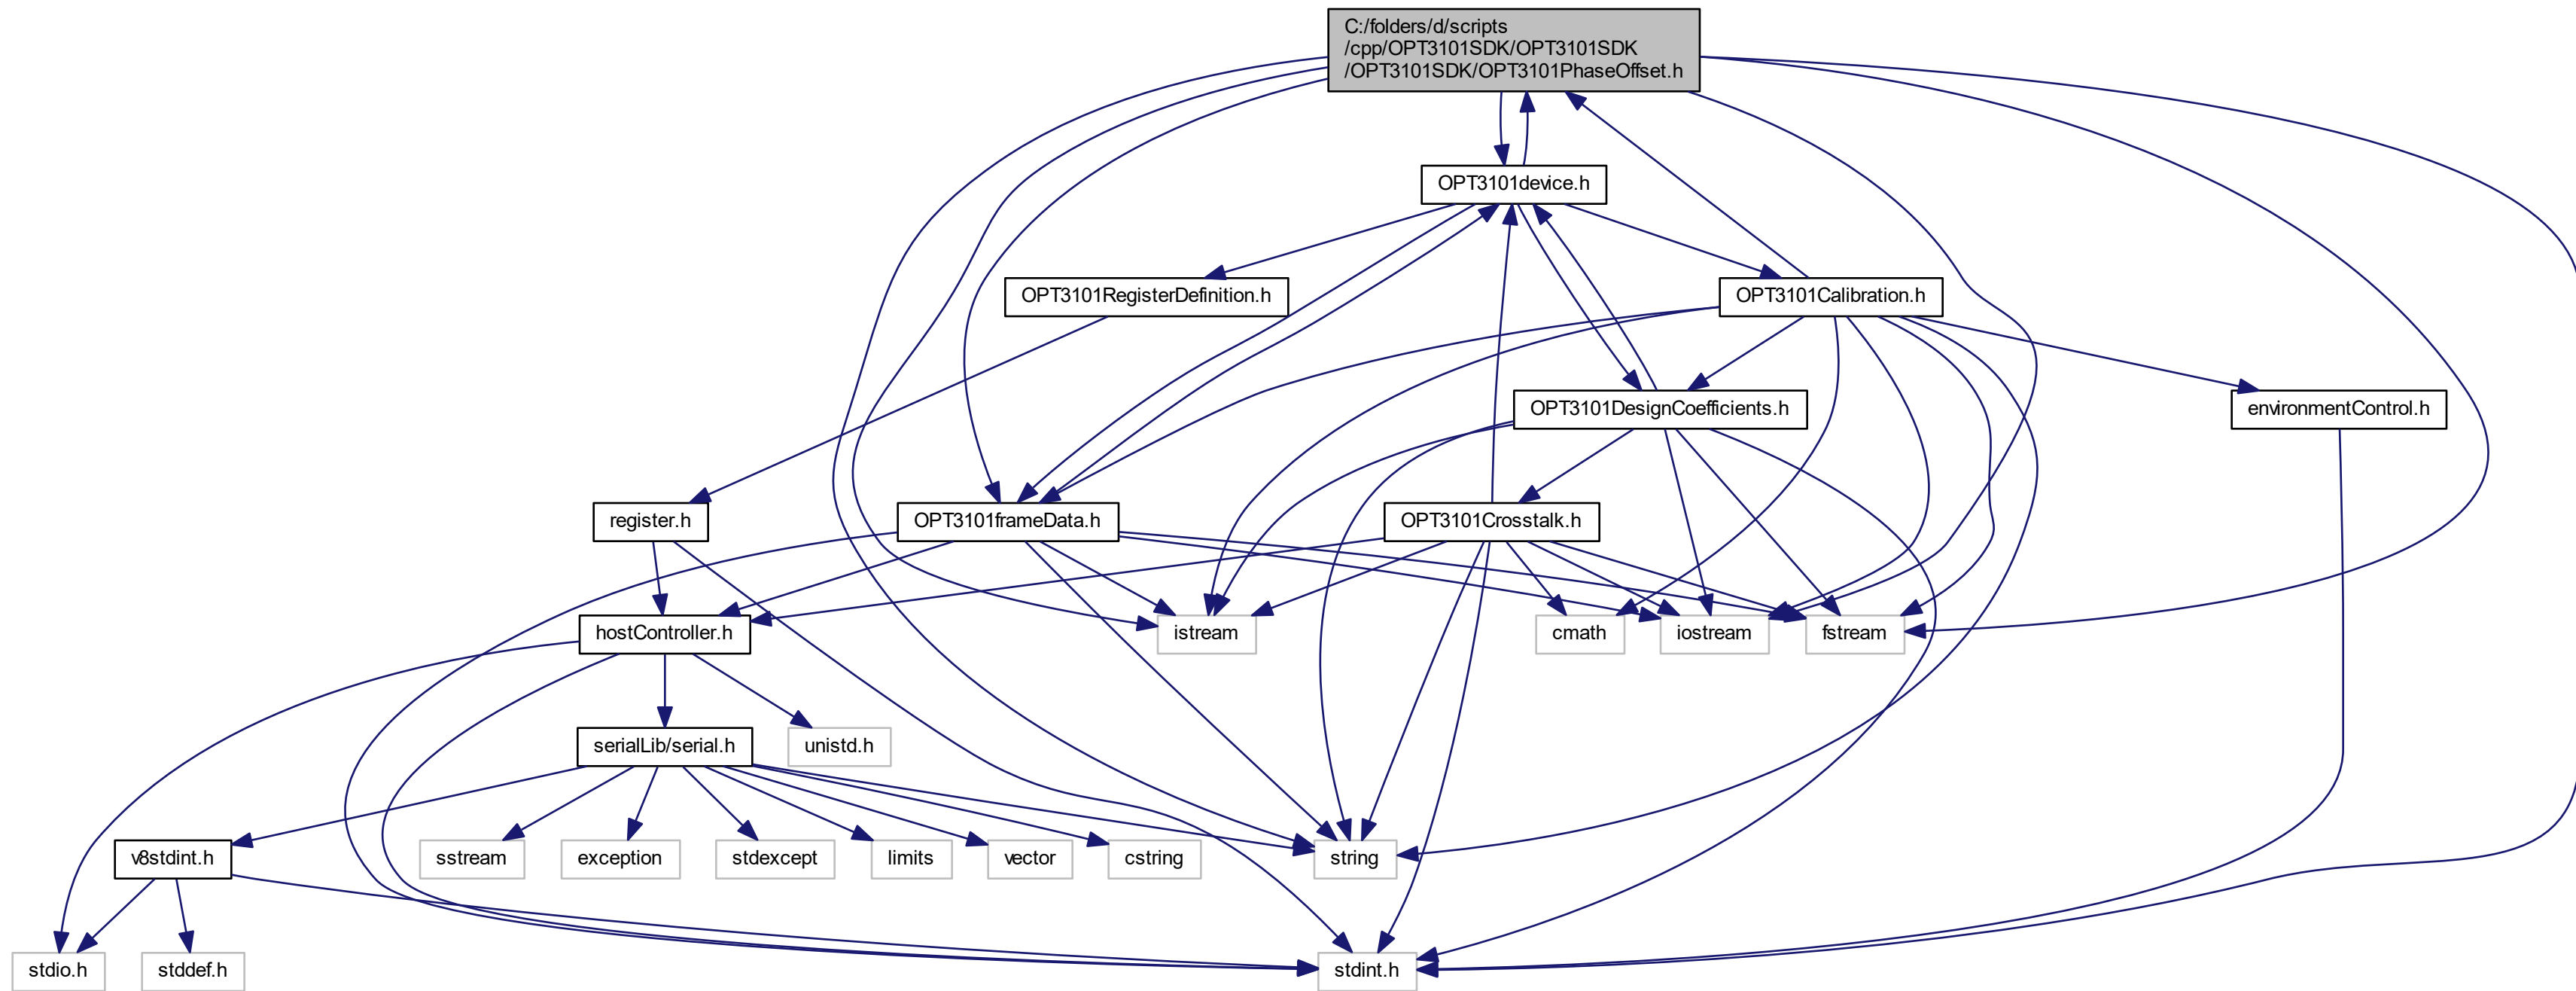 C:/folders/d/scripts
/cpp/OPT3101SDK/OPT3101SDK
/OPT3101SDK/OPT3101PhaseOffset.h
OPT3101device.h
OPT3101RegisterDefinition.h
OPT3101Calibration.h
OPT3101DesignCoefficients.h
environmentControl.h
register.h
OPT3101frameData.h
OPT3101Crosstalk.h
hostController.h
istream
cmath
iostream
fstream
serialLib/serial.h
unistd.h
v8stdint.h
sstream
exception
stdexcept
limits
vector
cstring
string
stdio.h
stddef.h
stdint.h